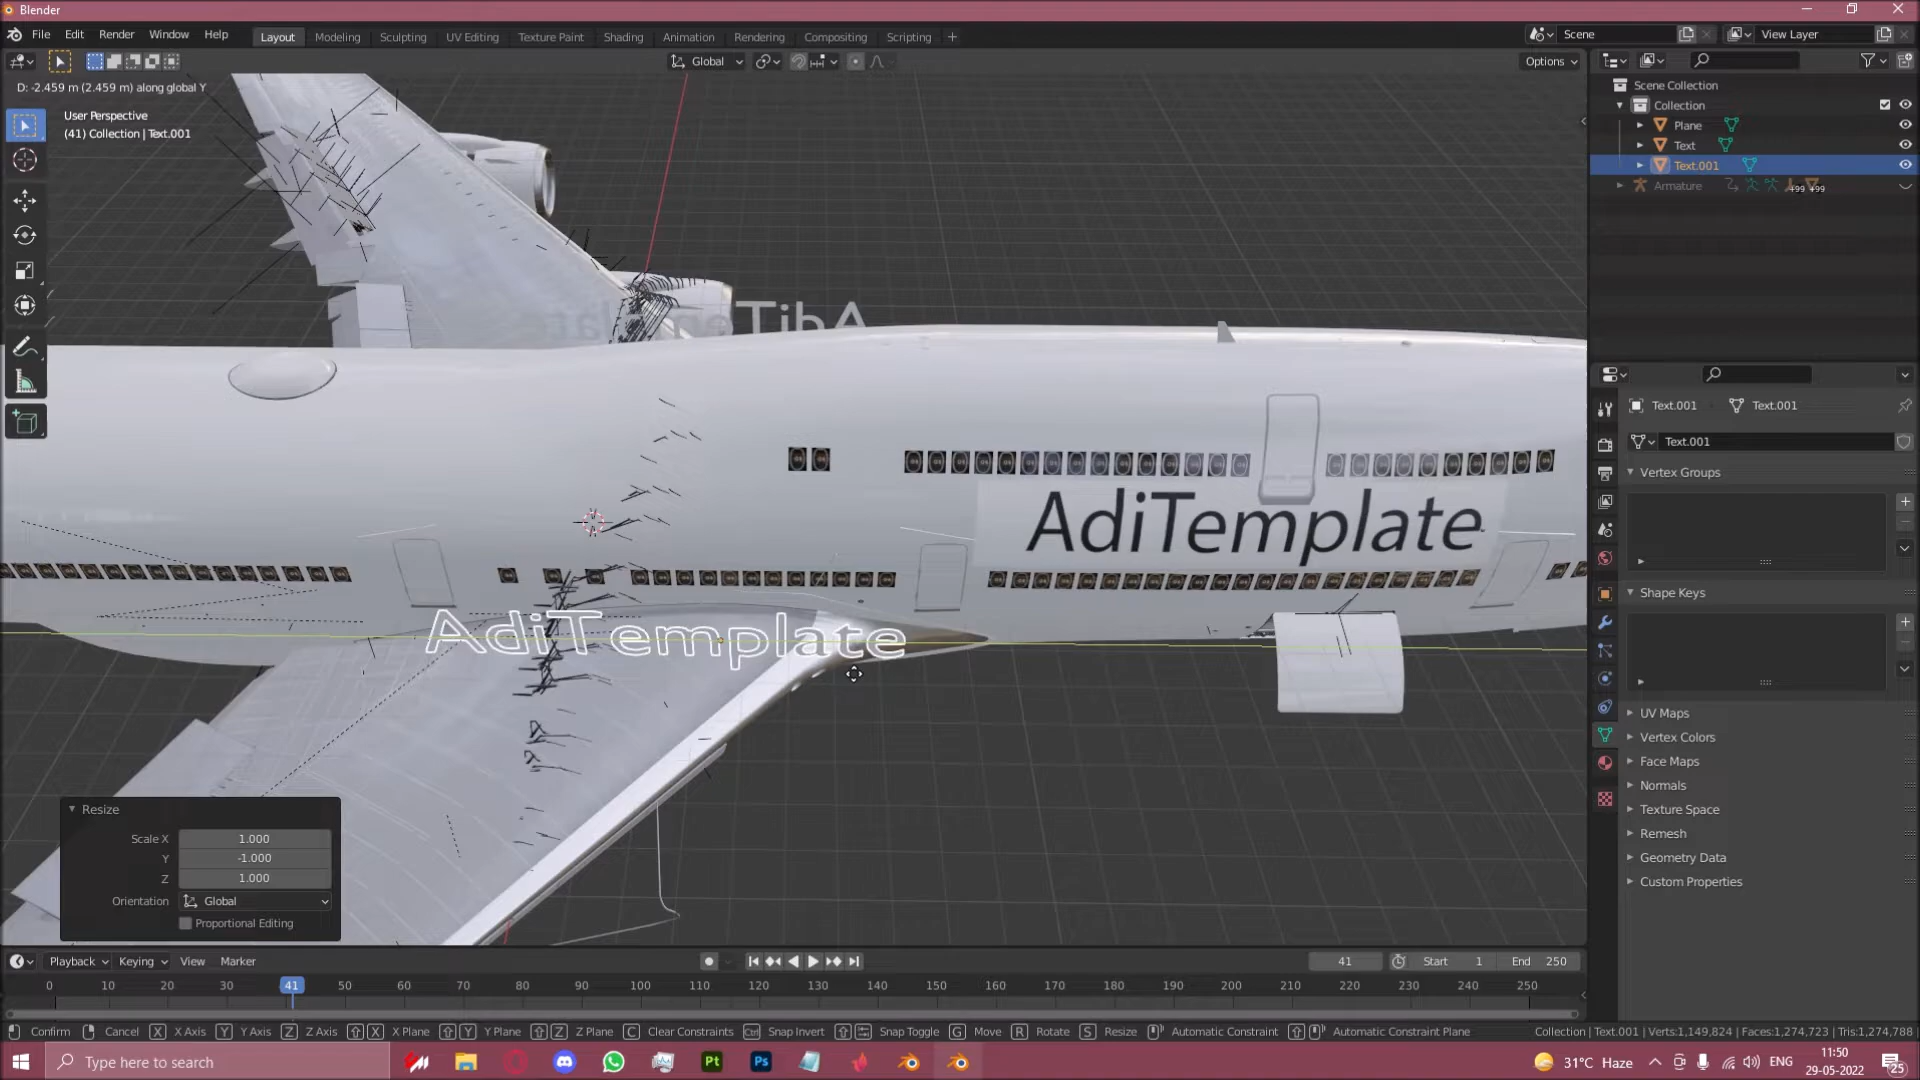 Blender
File Edit Render Window Help
Layout Modeling Sculpting UV Editing Texture Paint Shading Animation Rendering Compositing Scripting +
Scene
View Layer
Global
Options
D: -2.459 m (2.459 m) along global Y
User Perspective
(41) Collection | Text.001
Scene Collection
Collection
Plane
Text
Text.001
Armature
+99 +99
AdiTemplate
AdiTemplate
AdiTemplate
Text.001
Text.001
Text.001
Vertex Groups
Shape Keys
UV Maps
Vertex Colors
Face Maps
Normals
Texture Space
Remesh
Geometry Data
Custom Properties
Resize
Scale X 1.000
Y -1.000
Z 1.000
Orientation Global
Proportional Editing
Playback Keying View Marker
41
Start 1
End 250
0 10 20 30 41 50 60 70 80 90 100 110 120 130 140 150 160 170 180 190 200 210 220 230 240 250
Confirm Cancel X X Axis Y Y Axis Z Z Axis X X Plane Y Y Plane Z Z Plane C Clear Constraints Ctrl Snap Invert Snap Toggle G Move R Rotate S Resize Automatic Constraint Automatic Constraint Plane
Collection | Text.001 | Verts:1,149,824 | Faces:1,274,723 | Tris:1,274,788
Type here to search
Pt
Ps
31°C Haze
ENG
11:50
29-05-2022
25